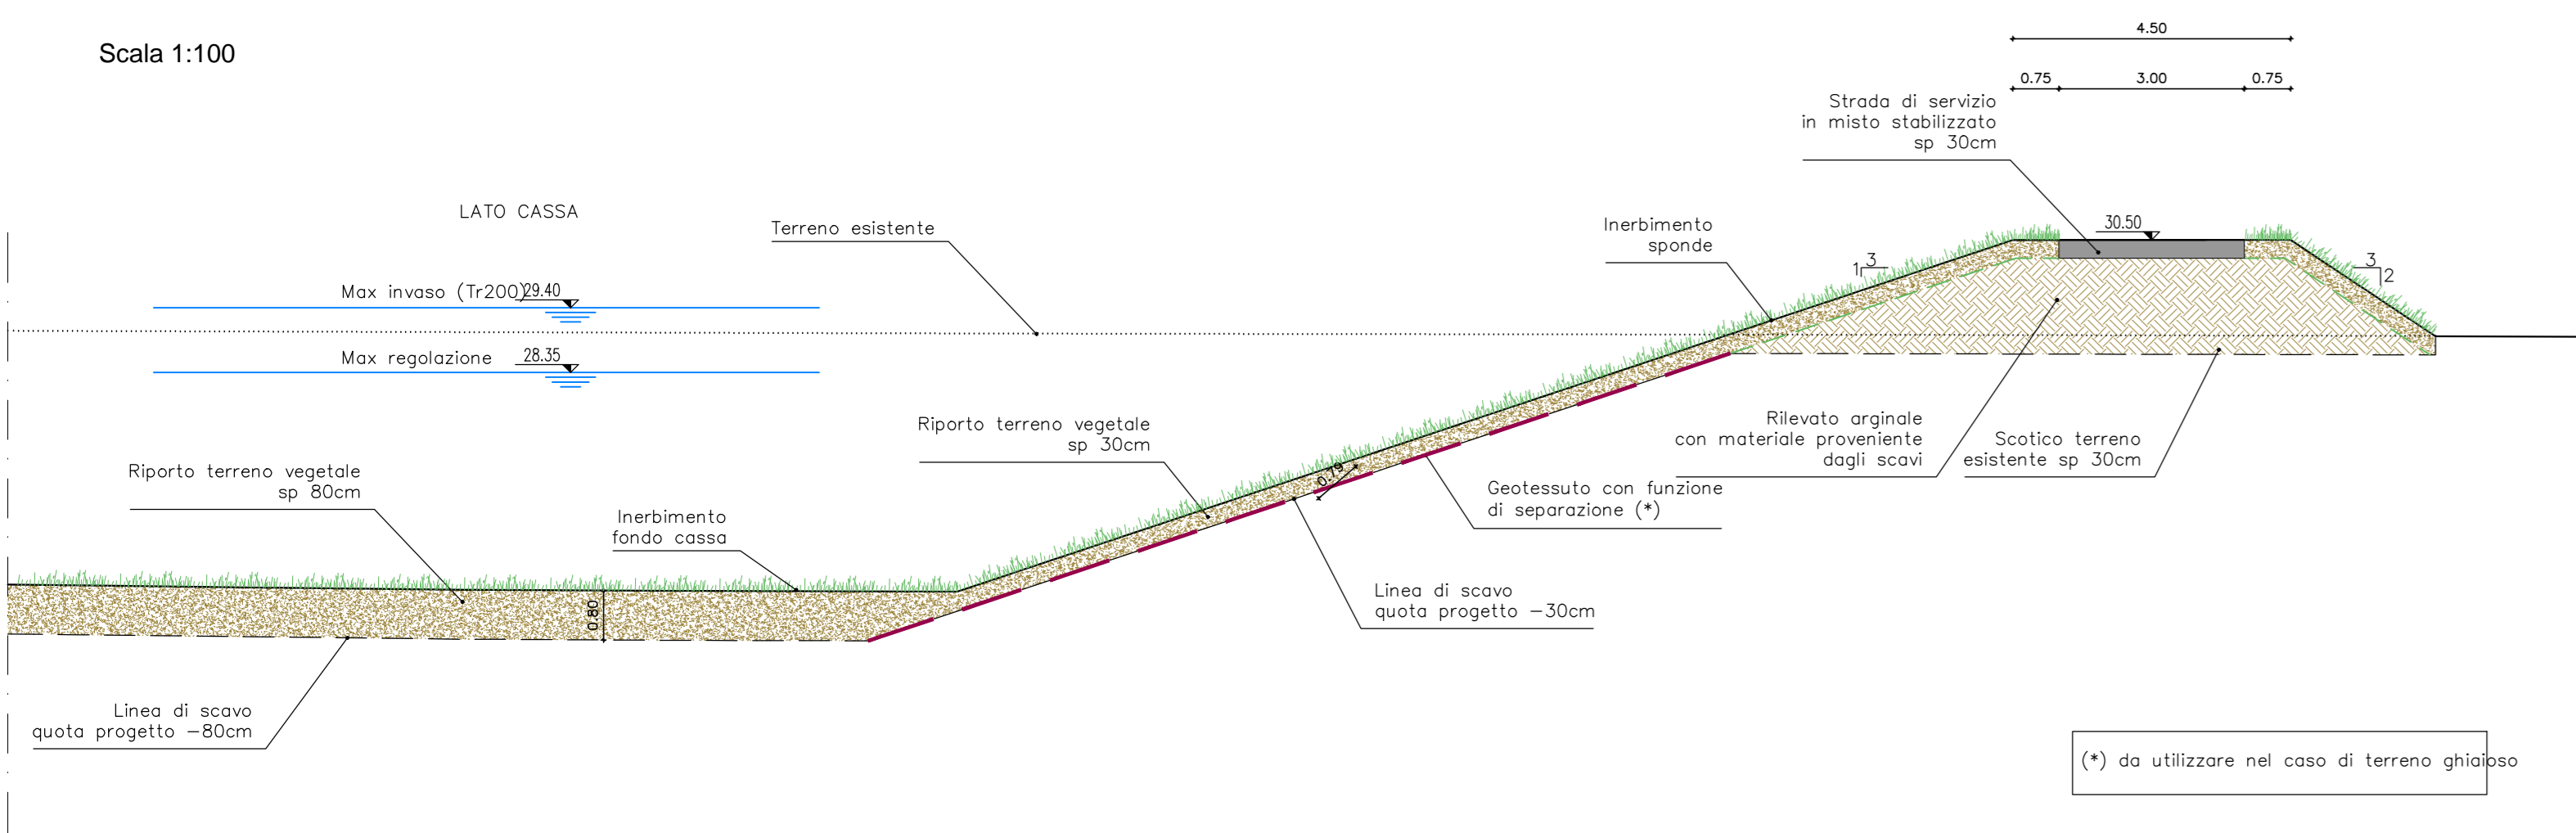 Scala 1:100
4.50
0.75 3.00 0.75
Strada di servizio
in misto stabilizzato
sp 30cm
LATO CASSA
Terreno esistente
Inerbimento
sponde
30.50
3
1
3
2
Max invaso (Tr200) 29.40
Max regolazione 28.35
Riporto terreno vegetale
sp 30cm
Rilevato arginale
con materiale proveniente
dagli scavi
Scotico terreno
esistente sp 30cm
Riporto terreno vegetale
sp 80cm
0.79
Geotessuto con funzione
di separazione (*)
Inerbimento
fondo cassa
0.80
Linea di scavo
quota progetto -30cm
Linea di scavo
quota progetto -80cm
(*) da utilizzare nel caso di terreno ghiaioso